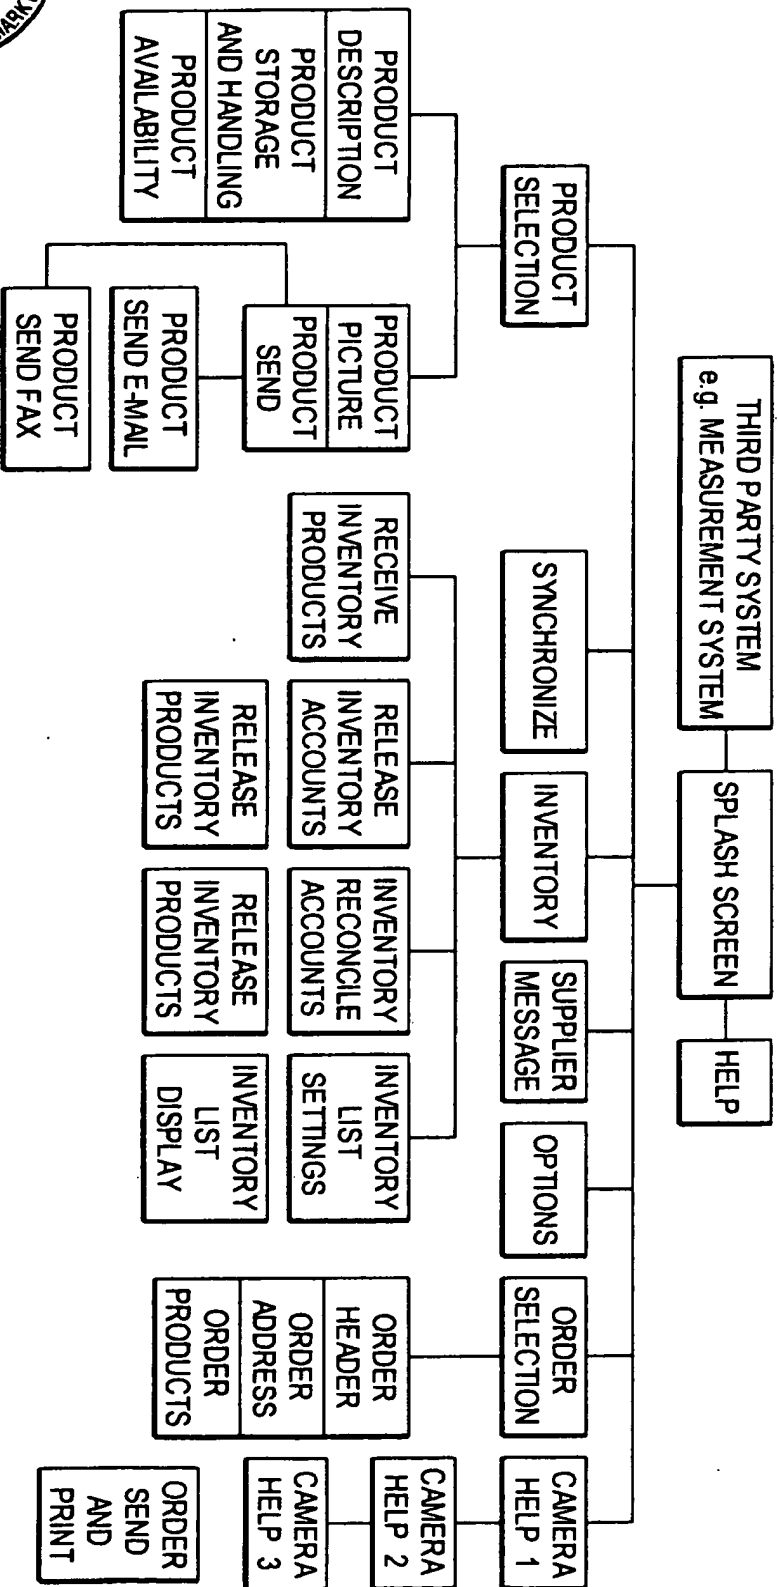 THIRD PARTY SYSTEM
e.g. MEASUREMENT SYSTEM
SPLASH SCREEN
HELP
PRODUCT
SELECTION
SYNCHRONIZE
INVENTORY
SUPPLIER
MESSAGE
OPTIONS
ORDER
SELECTION
CAMERA
HELP 1
PRODUCT
DESCRIPTION
PRODUCT
STORAGE
AND HANDLING
PRODUCT
AVAILABILITY
PRODUCT
PICTURE
PRODUCT
SEND
PRODUCT
SEND E-MAIL
PRODUCT
SEND FAX
RECEIVE
INVENTORY
PRODUCTS
RELEASE
INVENTORY
ACCOUNTS
RELEASE
INVENTORY
PRODUCTS
INVENTORY
RECONCILE
ACCOUNTS
RELEASE
INVENTORY
PRODUCTS
INVENTORY
LIST
SETTINGS
INVENTORY
LIST
DISPLAY
ORDER
HEADER
ORDER
ADDRESS
ORDER
PRODUCTS
CAMERA
HELP 2
CAMERA
HELP 3
ORDER
SEND
AND
PRINT